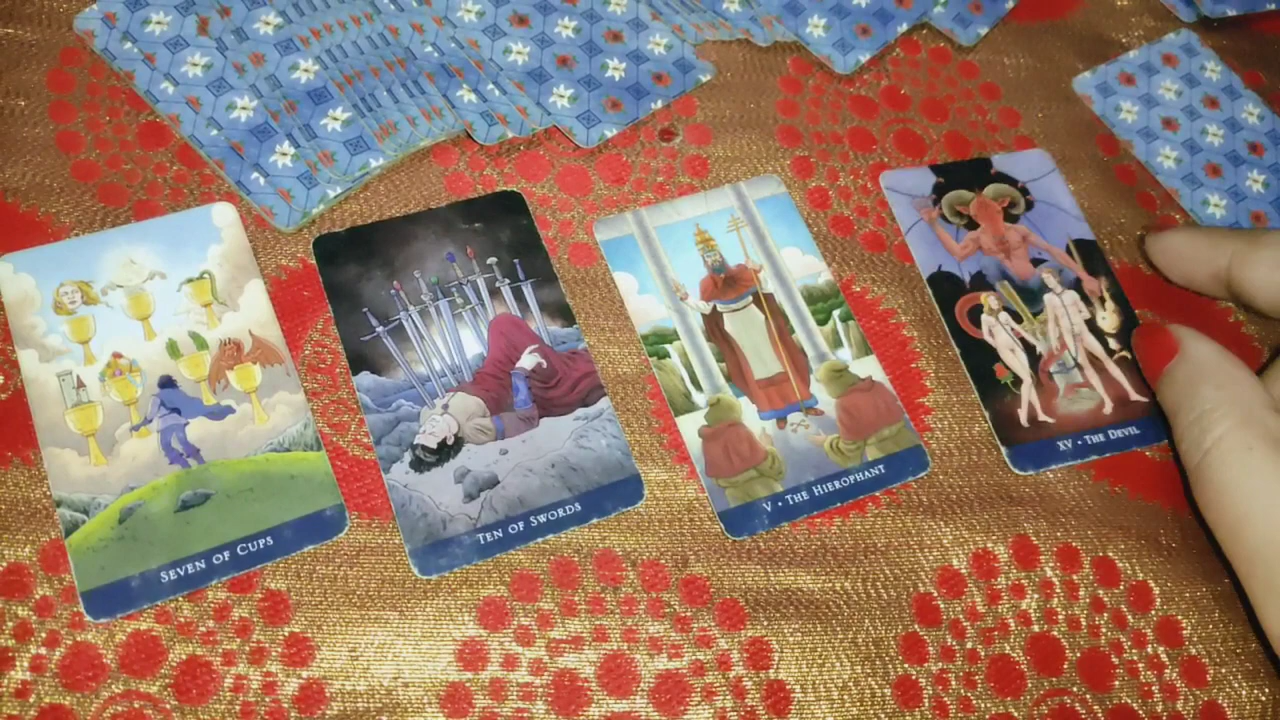 SEVEN OF CUPS
TEN OF SWORDS
V • THE HIEROPHANT
XV • THE DEVIL